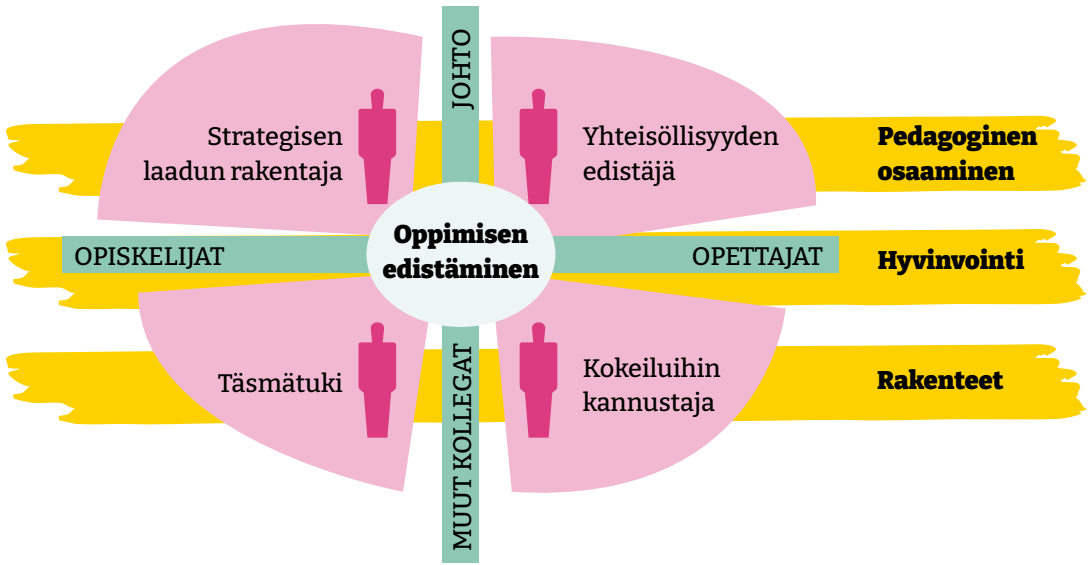 JOHTO
Strategisen
laadun rakentaja
Yhteisöllisyyden
edistäjä
Pedagoginen
osaaminen
OPISKELIJAT
Oppimisen
edistäminen
OPETTAJAT
Hyvinvointi
Täsmätuki
MUUT KOLLEGAT
Kokeiluihin
kannustaja
Rakenteet